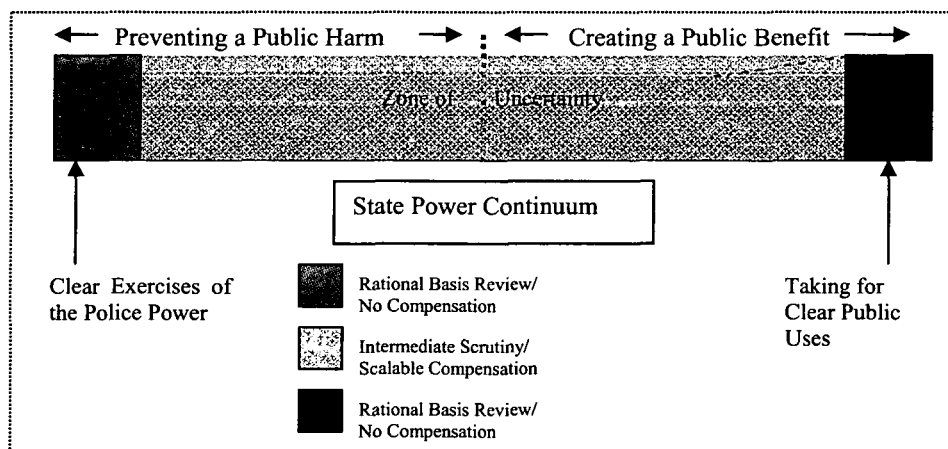 Preventing a Public Harm Creating a Public Benefit
Zone of Uncertainty
State Power Continuum
Clear Exercises of
the Police Power
Rational Basis Review/
No Compensation
Intermediate Scrutiny/
Scalable Compensation
Rational Basis Review/
No Compensation
Taking for
Clear Public
Uses